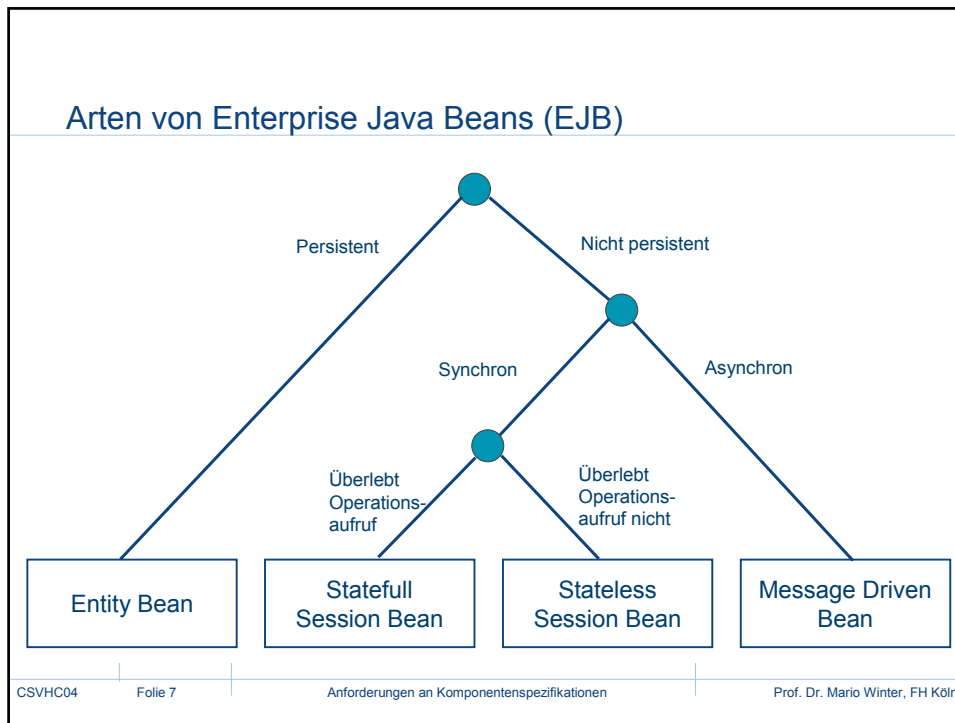 Arten von Enterprise Java Beans (EJB)
Persistent
Nicht persistent
Synchron
Asynchron
Überlebt
Operations-
aufruf
Überlebt
Operations-
aufruf nicht
Entity Bean
Statefull
Session Bean
Stateless
Session Bean
Message Driven
Bean
CSVHC04
Folie 7
Anforderungen an Komponentenspezifikationen
Prof. Dr. Mario Winter, FH Köln